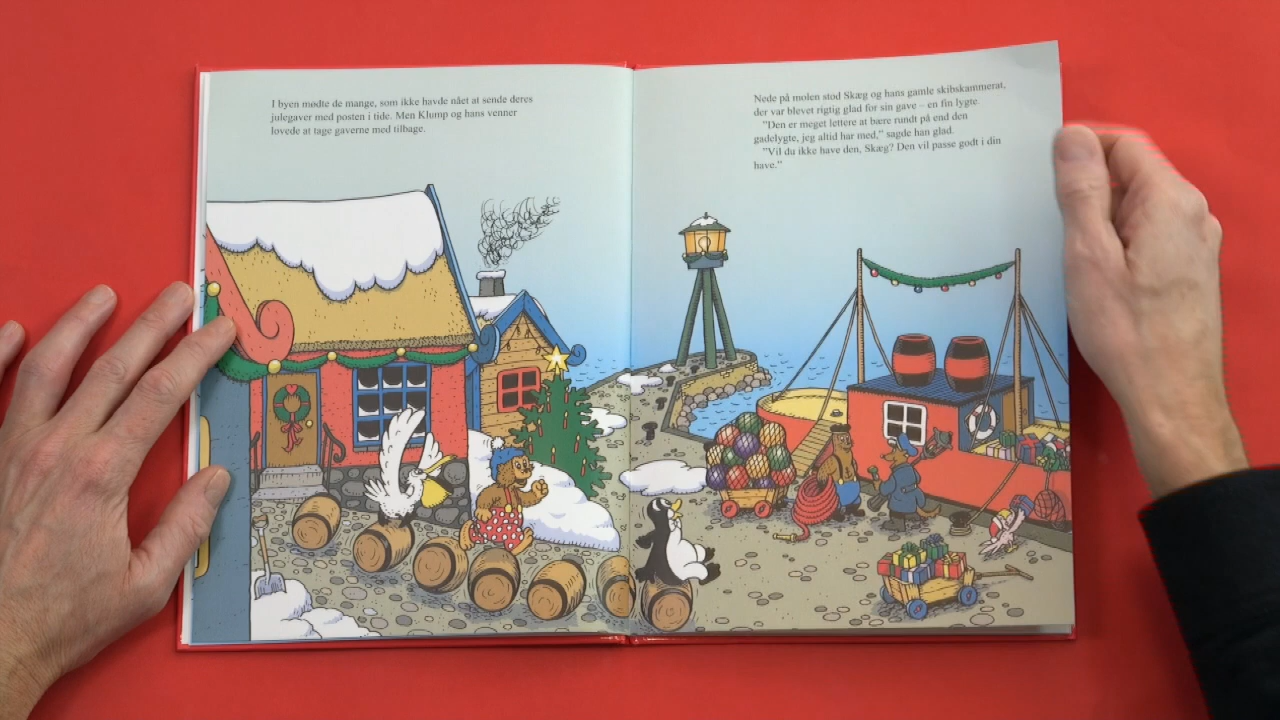 I byen mødte de mange, som ikke havde nået at sende deres
julegaver med posten i tide. Men Klump og hans venner
lovede at tage gaverne med tilbage.
Nede på molen stod Skæg og hans gamle skibskammerat,
der var blevet rigtig glad for sin gave – en fin lygte.
”Den er meget lettere at bære rundt på end den
gadelygte, jeg altid har med,” sagde han glad.
”Vil du ikke have den, Skæg? Den vil passe godt i din
have.”